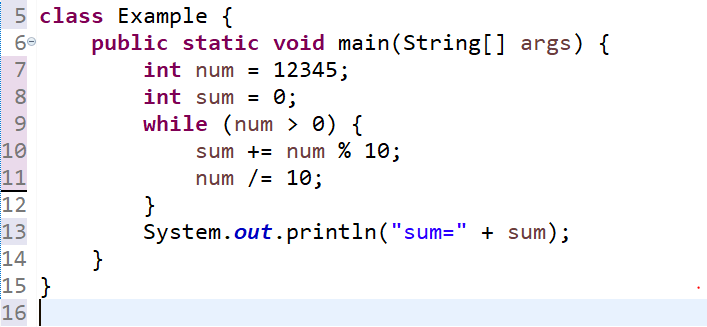 5 class Example {
6 public static void main(String[] args) {
7 int num = 12345;
8 int sum = 0;
9 while (num > 0) {
10 sum += num % 10;
11 num /= 10;
12 }
13 System.out.println("sum=" + sum);
14 }
15 }
16